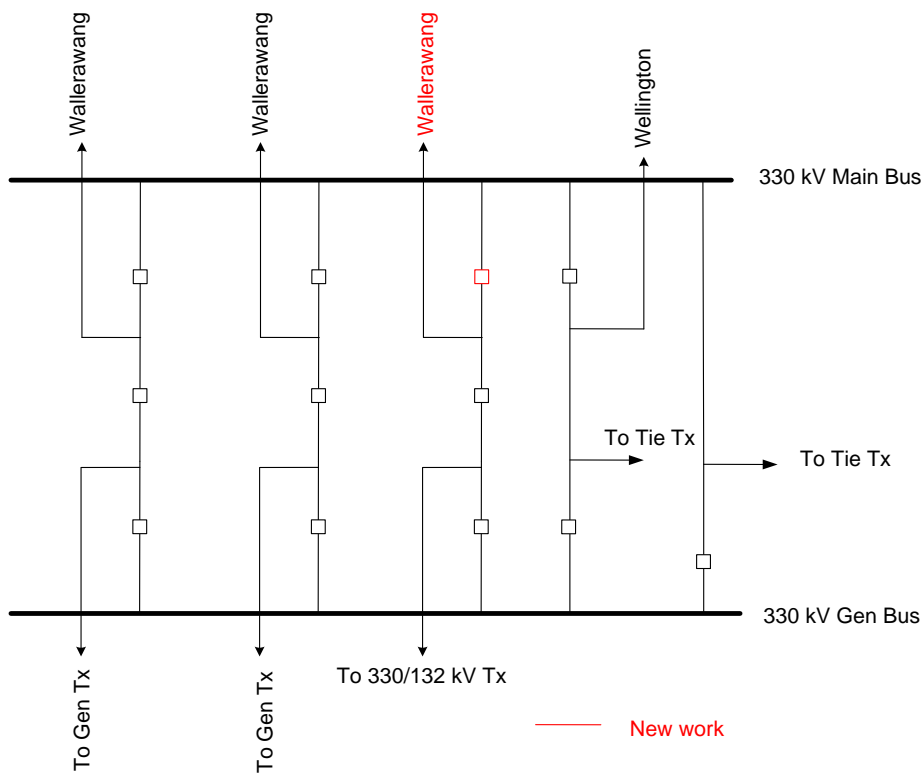 Wallerawang
Wallerawang
Wallerawang
Wellington
330 kV Main Bus
To Tie Tx
To Tie Tx
330 kV Gen Bus
To Gen Tx
To Gen Tx
To 330/132 kV Tx
New work